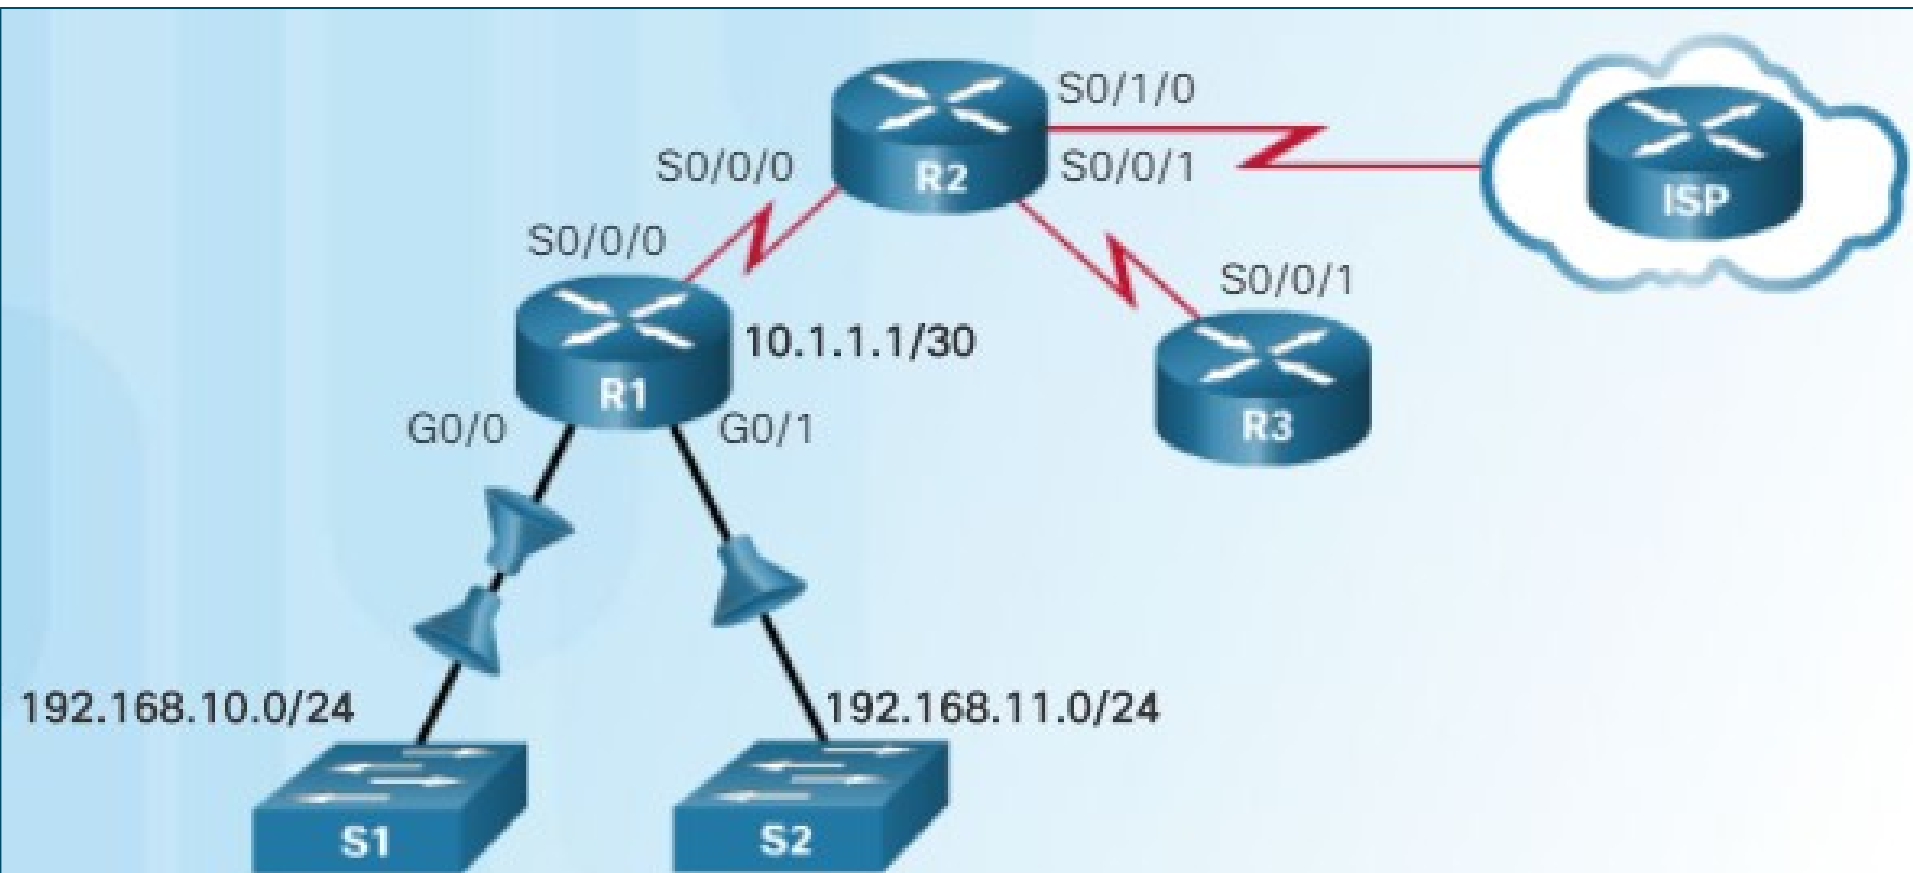 S0/1/0
S0/0/0
R2
S0/0/1
ISP
S0/0/0
S0/0/1
10.1.1.1/30
R1
R3
G0/0
G0/1
192.168.10.0/24
192.168.11.0/24
S1
S2